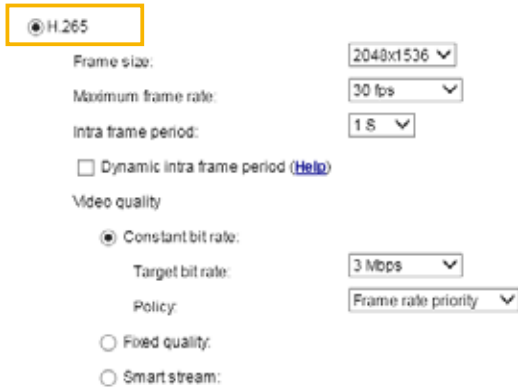 H.265
Frame size: 2048x1536
Maximum frame rate: 30 fps
Intra frame period: 1 S
Dynamic intra frame period (Help)
Video quality
Constant bit rate:
Target bit rate: 3 Mbps
Policy: Frame rate priority
Fixed quality:
Smart stream: